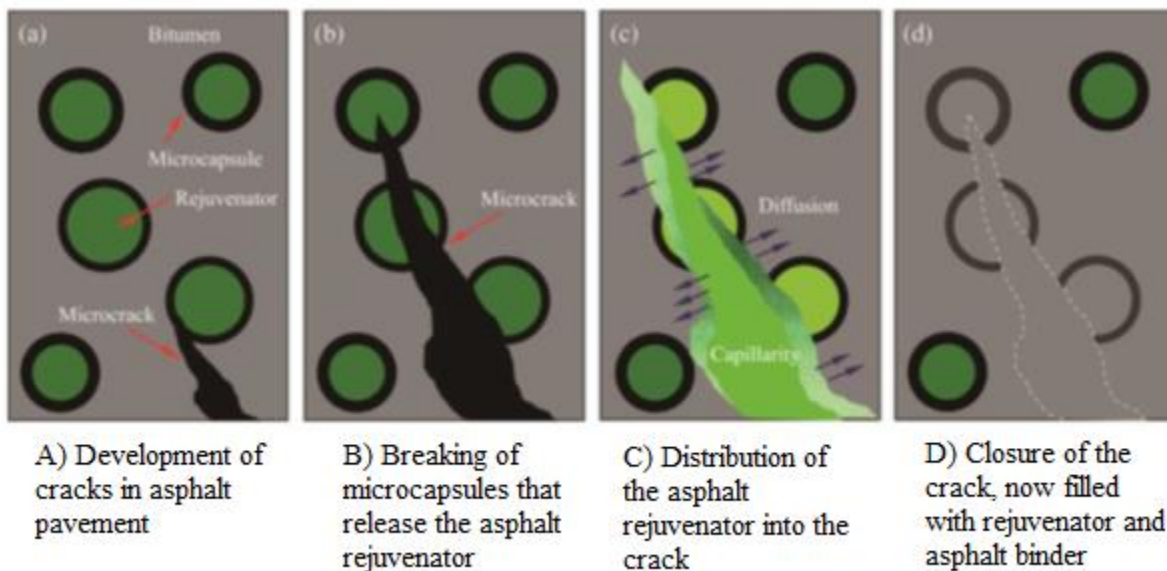 (a)
Bitumen
Microcapsule
Rejuvenator
Microcrack
(b)
Microcrack
(c)
Diffusion
Capillarity
(d)
A) Development of
cracks in asphalt
pavement
B) Breaking of
microcapsules that
release the asphalt
rejuvenator
C) Distribution of
the asphalt
rejuvenator into the
crack
D) Closure of the
crack, now filled
with rejuvenator and
asphalt binder